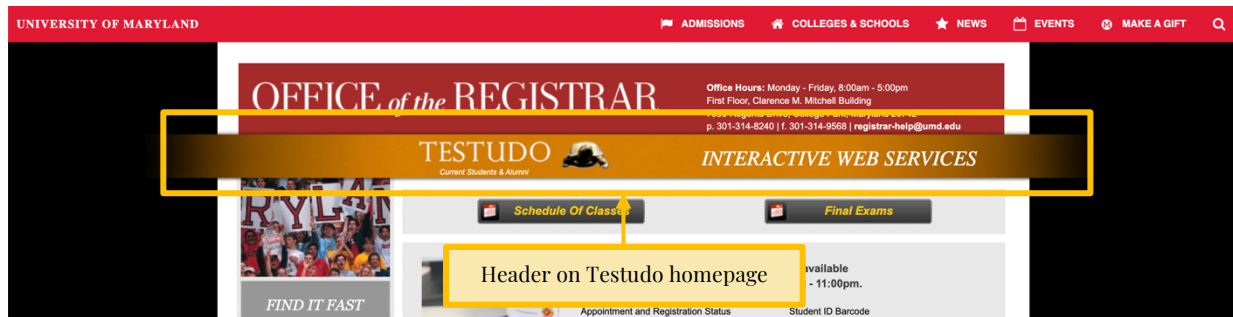 UNIVERSITY OF MARYLAND
ADMISSIONS COLLEGES & SCHOOLS NEWS EVENTS MAKE A GIFT
OFFICE of the REGISTRAR
Office Hours: Monday - Friday, 8:00am - 5:00pm
First Floor, Clarence M. Mitchell Building
p. 301-314-8240 | f. 301-314-9568 | registrar-help@umd.edu
TESTUDO
Current Students & Alumni
INTERACTIVE WEB SERVICES
RYLAN
Schedule Of Classes
Final Exams
Header on Testudo homepage
available
- 11:00pm.
FIND IT FAST
Appointment and Registration Status
Student ID Barcode